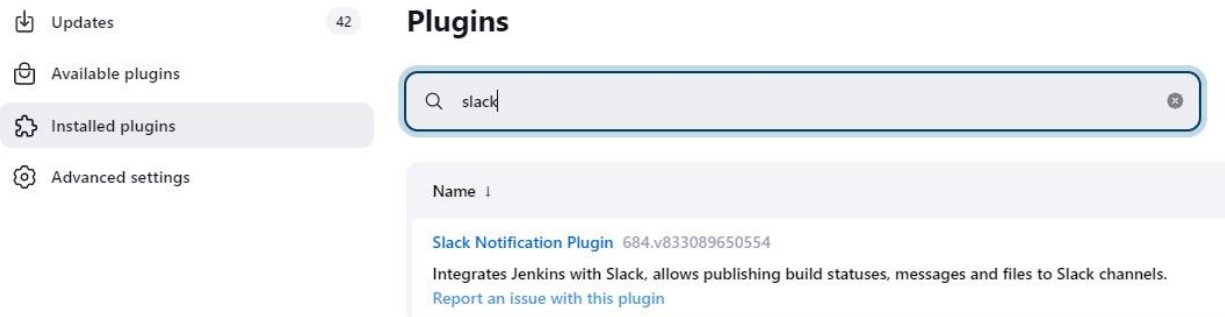 Updates 42
Available plugins
Installed plugins
Advanced settings
Plugins
slack
Name ↓
Slack Notification Plugin 684.v833089650554
Integrates Jenkins with Slack, allows publishing build statuses, messages and files to Slack channels.
Report an issue with this plugin